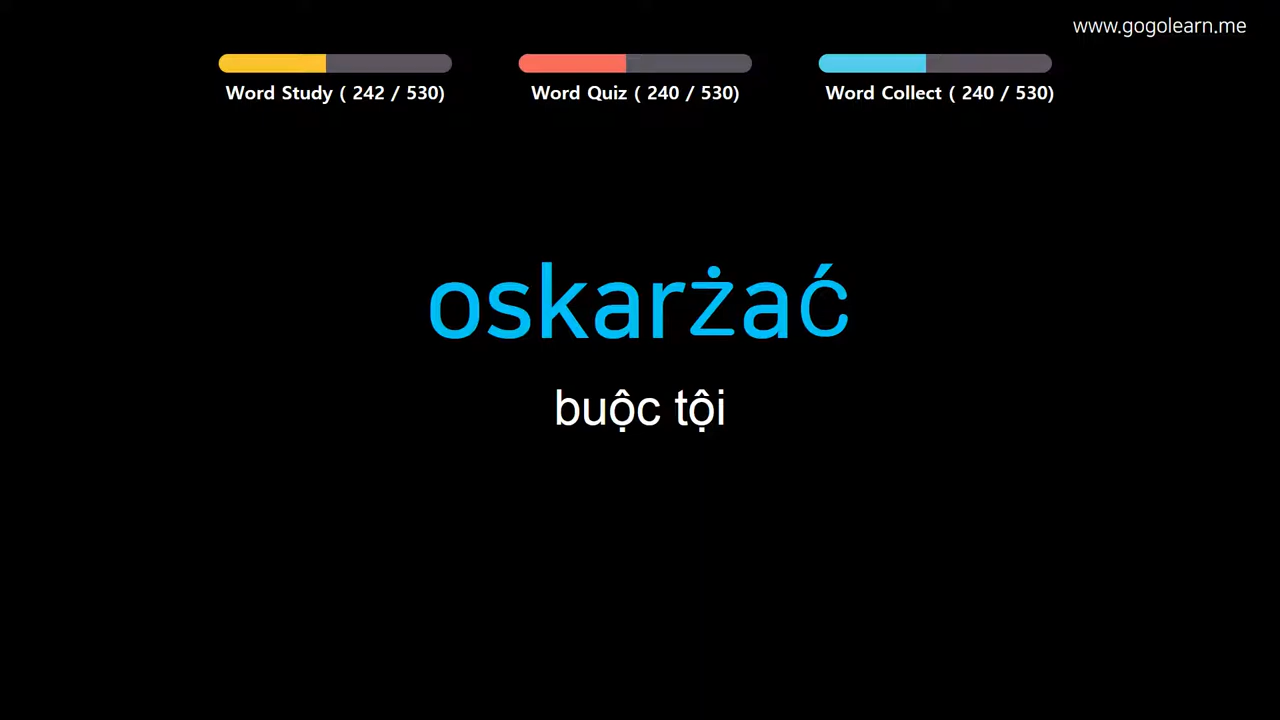 www.gogolearn.me
Word Study ( 242 / 530)
Word Quiz ( 240 / 530)
Word Collect ( 240 / 530)
oskarżać
buộc tội